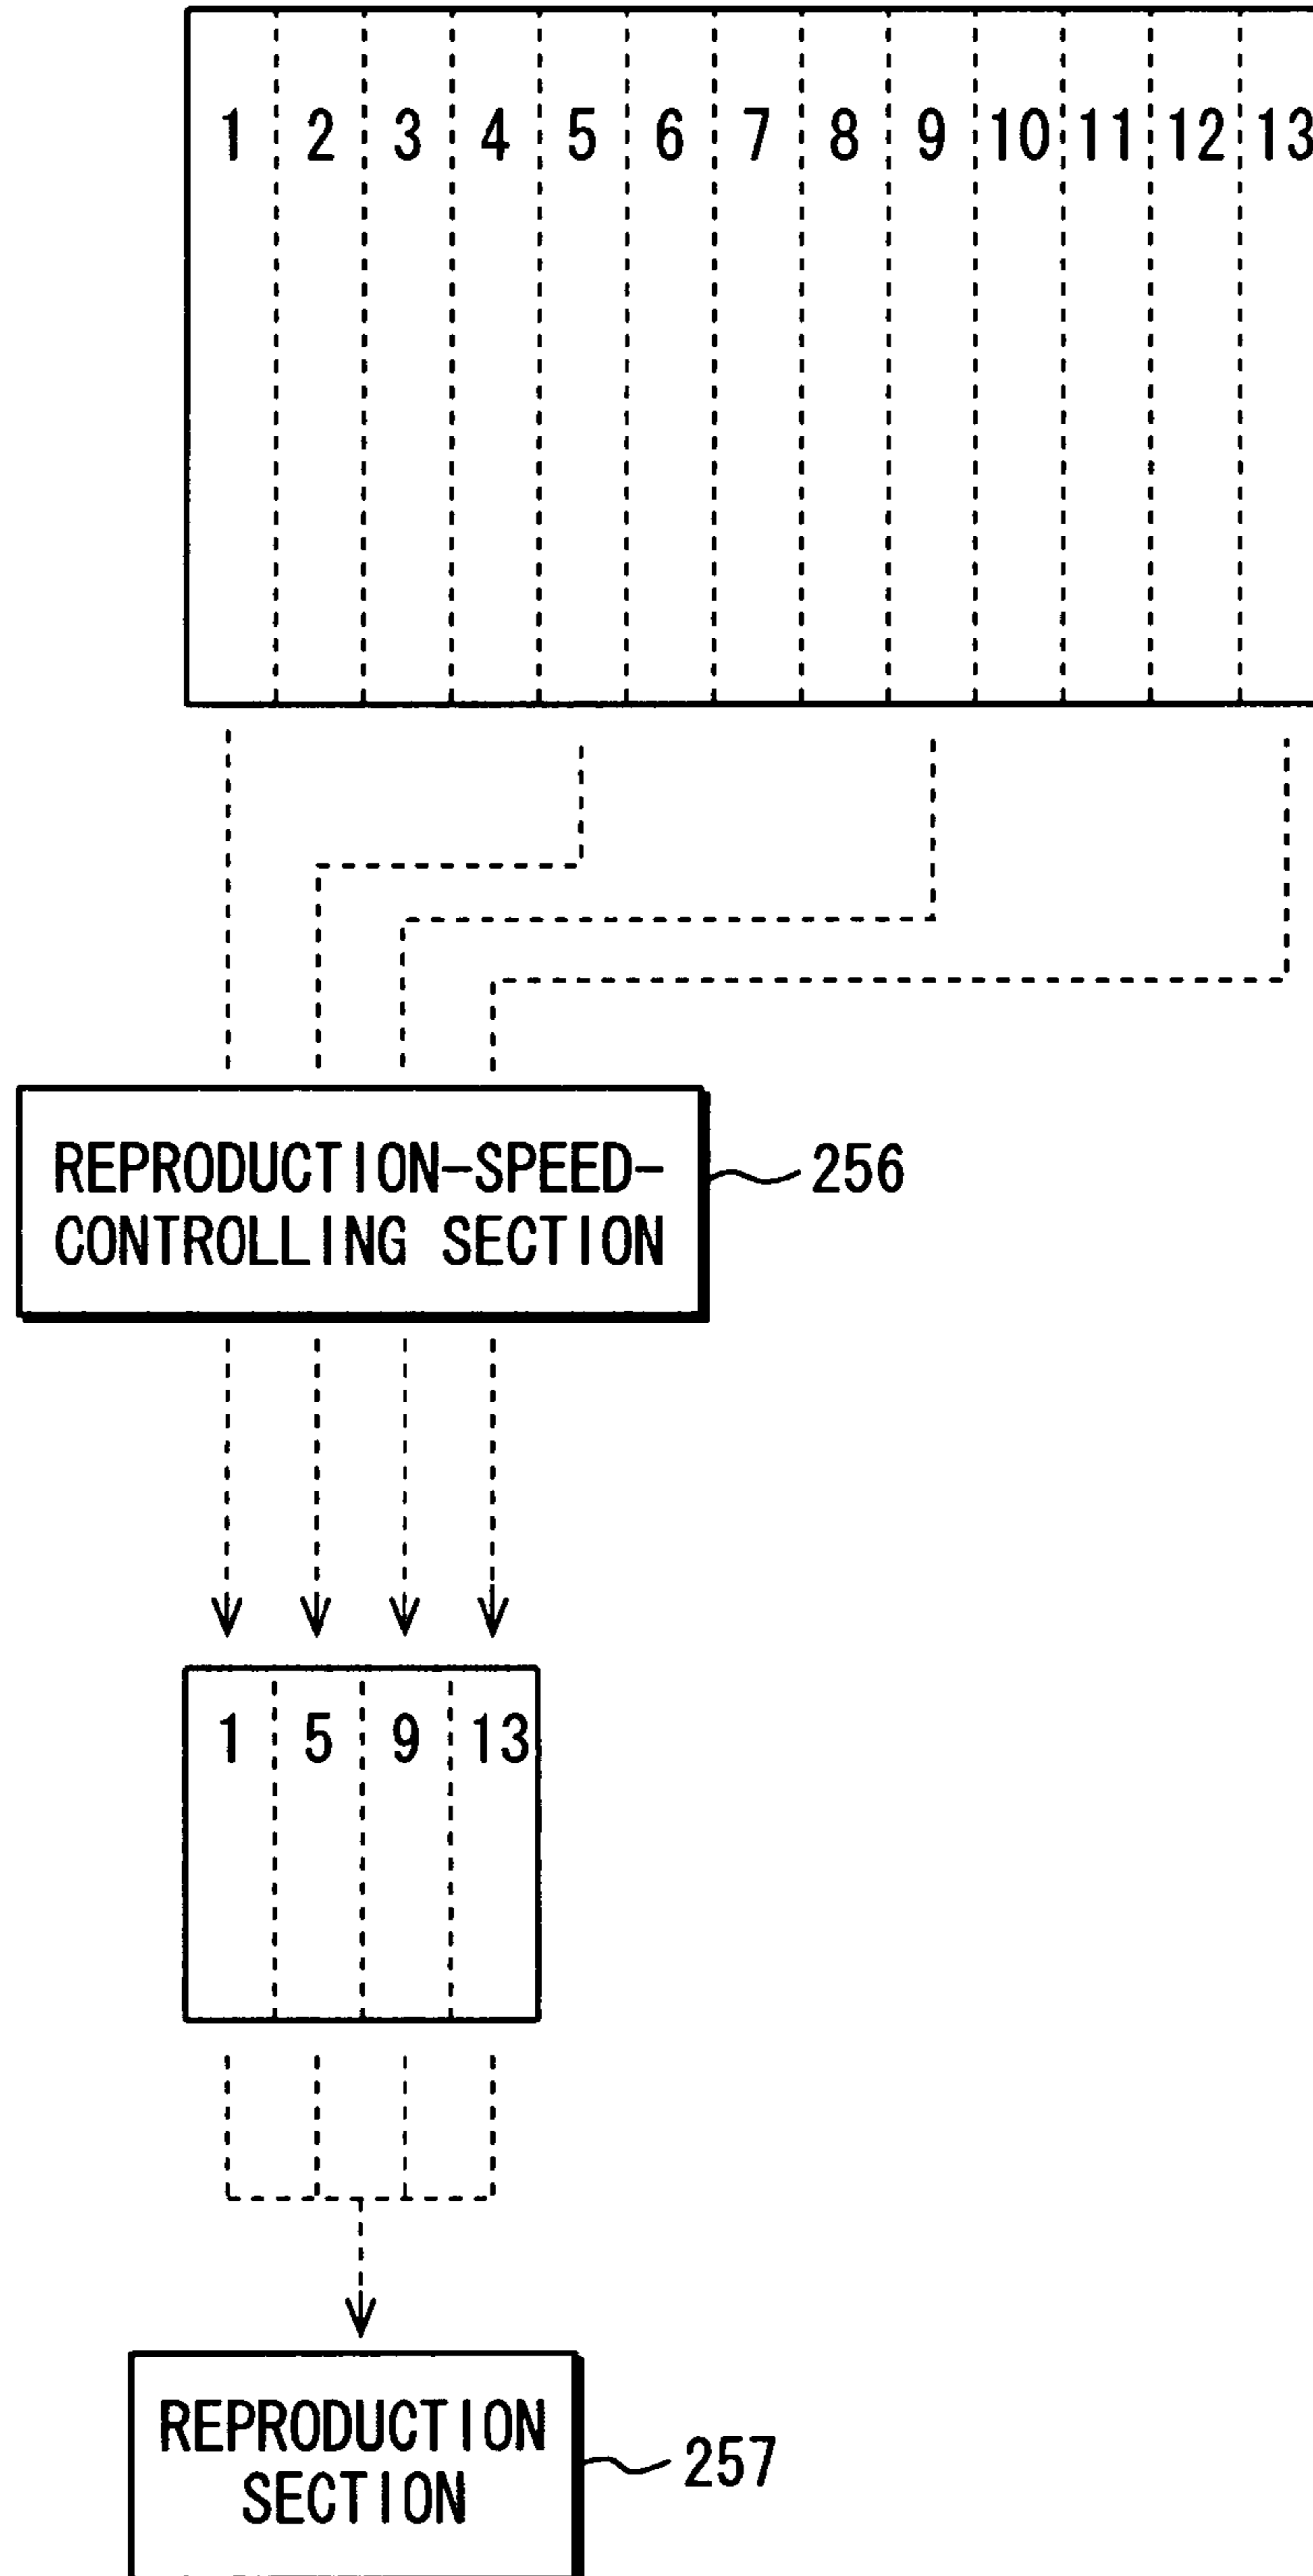 1 2 3 4 5 6 7 8 9 10 11 12 13
REPRODUCTION-SPEED-
CONTROLLING SECTION
256
1 5 9 13
REPRODUCTION
SECTION
257